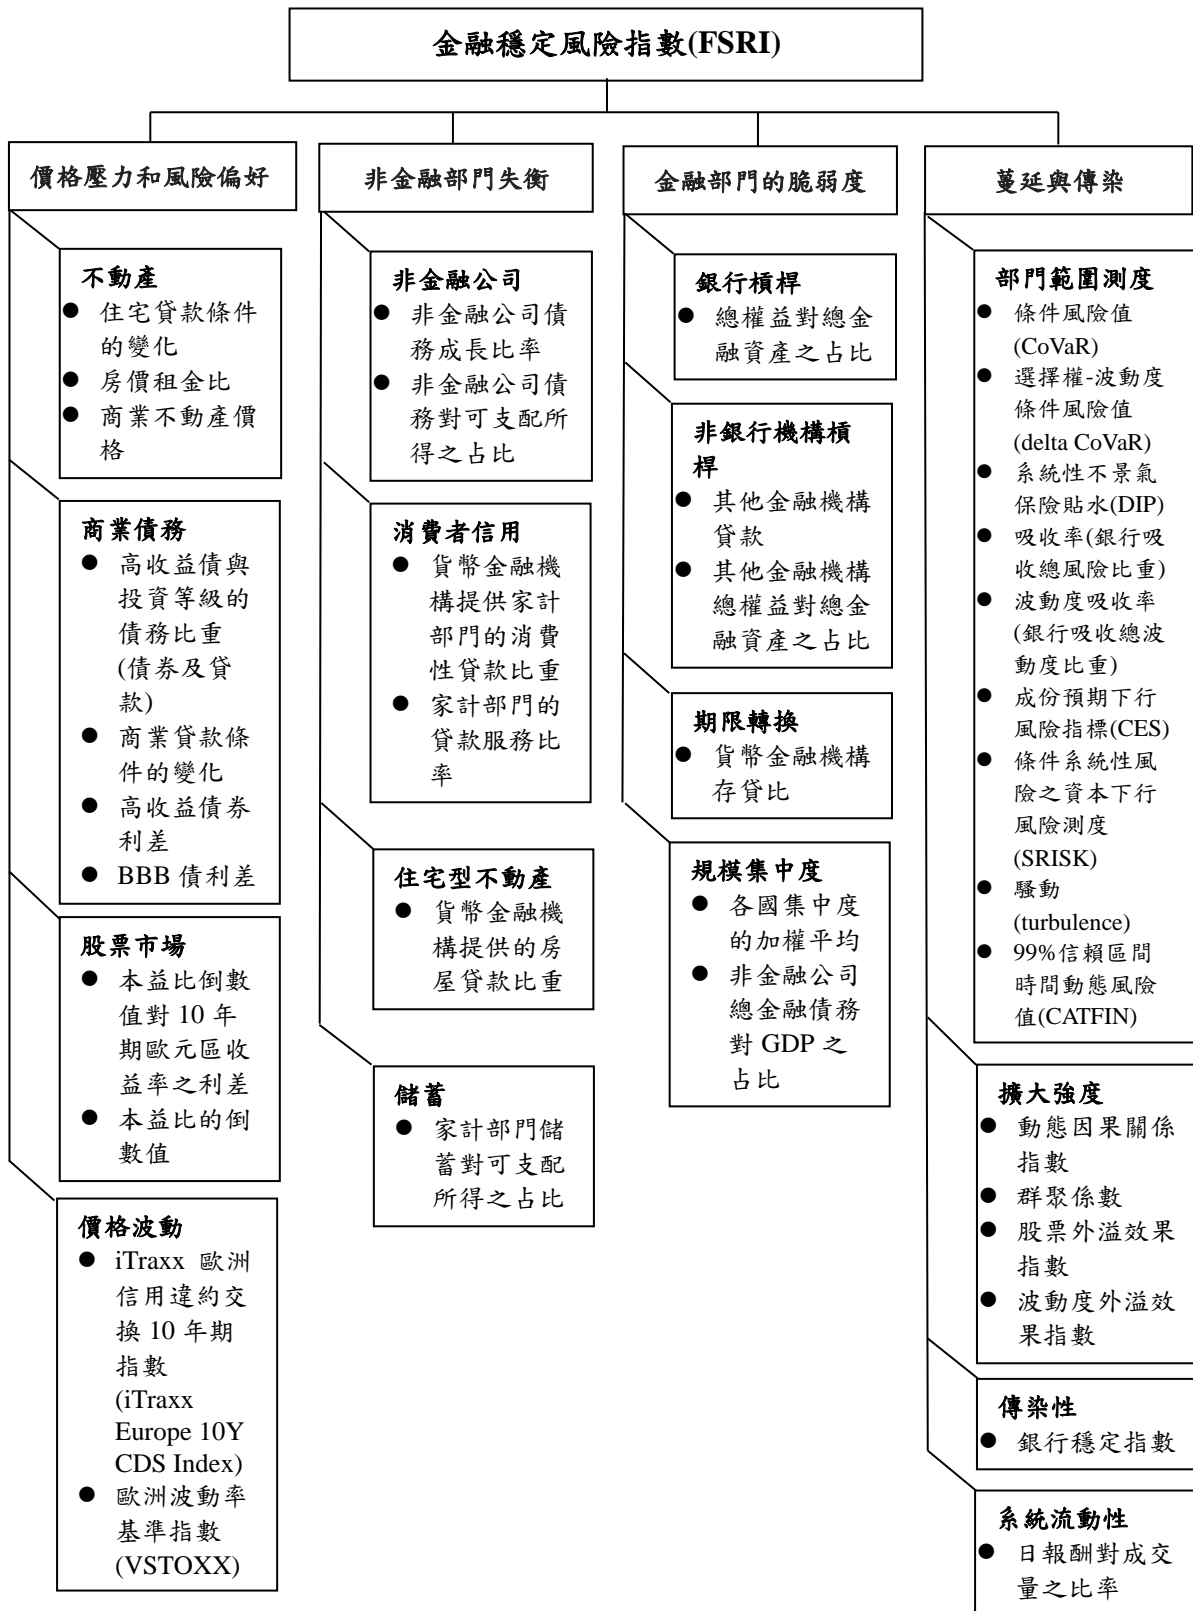 金融穩定風險指數(FSRI)
價格壓力和風險偏好
不動產
● 住宅貸款條件
的變化
● 房價租金比
● 商業不動產價
格
商業債務
● 高收益債與
投資等級的
債務比重
(債券及貸
款)
● 商業貸款條
件的變化
● 高收益債券
利差
● BBB 債利差
股票市場
● 本益比倒數
值對 10 年
期歐元區收
益率之利差
● 本益比的倒
數值
價格波動
● iTraxx 歐洲
信用違約交
換 10 年期
指數
(iTraxx
Europe 10Y
CDS Index)
● 歐洲波動率
基準指數
(VSTOXX)
非金融部門失衡
非金融公司
● 非金融公司債
務成長比率
● 非金融公司債
務對可支配所
得之占比
消費者信用
● 貨幣金融機
構提供家計
部門的消費
性貸款比重
● 家計部門的
貸款服務比
率
住宅型不動產
● 貨幣金融機
構提供的房
屋貸款比重
儲蓄
● 家計部門儲
蓄對可支配
所得之占比
金融部門的脆弱度
銀行槓桿
● 總權益對總金
融資產之占比
非銀行機構槓
桿
● 其他金融機構
貸款
● 其他金融機構
總權益對總金
融資產之占比
期限轉換
● 貨幣金融機構
存貸比
規模集中度
● 各國集中度
的加權平均
● 非金融公司
總金融債務
對 GDP 之
占比
蔓延與傳染
部門範圍測度
● 條件風險值
(CoVaR)
● 選擇權-波動度
條件風險值
(delta CoVaR)
● 系統性不景氣
保險貼水(DIP)
● 吸收率(銀行吸
收總風險比重)
● 波動度吸收率
(銀行吸收總波
動度比重)
● 成份預期下行
風險指標(CES)
● 條件系統性風
險之資本下行
風險測度
(SRISK)
● 騷動
(turbulence)
● 99%信賴區間
時間動態風險
值(CATFIN)
擴大強度
● 動態因果關係
指數
● 群聚係數
● 股票外溢效果
指數
● 波動度外溢效
果指數
傳染性
● 銀行穩定指數
系統流動性
● 日報酬對成交
量之比率